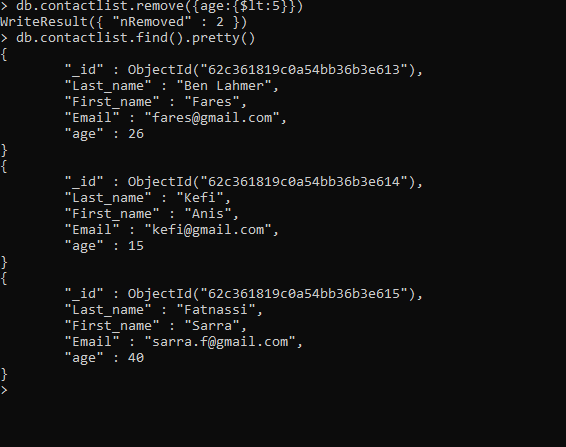 > db.contactlist.remove({age:{$lt:5}})
WriteResult({ "nRemoved" : 2 })
> db.contactlist.find().pretty()
{
        "_id" : ObjectId("62c361819c0a54bb36b3e613"),
        "Last_name" : "Ben Lahmer",
        "First_name" : "Fares",
        "Email" : "fares@gmail.com",
        "age" : 26
}
{
        "_id" : ObjectId("62c361819c0a54bb36b3e614"),
        "Last_name" : "Kefi",
        "First_name" : "Anis",
        "Email" : "kefi@gmail.com",
        "age" : 15
}
{
        "_id" : ObjectId("62c361819c0a54bb36b3e615"),
        "Last_name" : "Fatnassi",
        "First_name" : "Sarra",
        "Email" : "sarra.f@gmail.com",
        "age" : 40
}
>